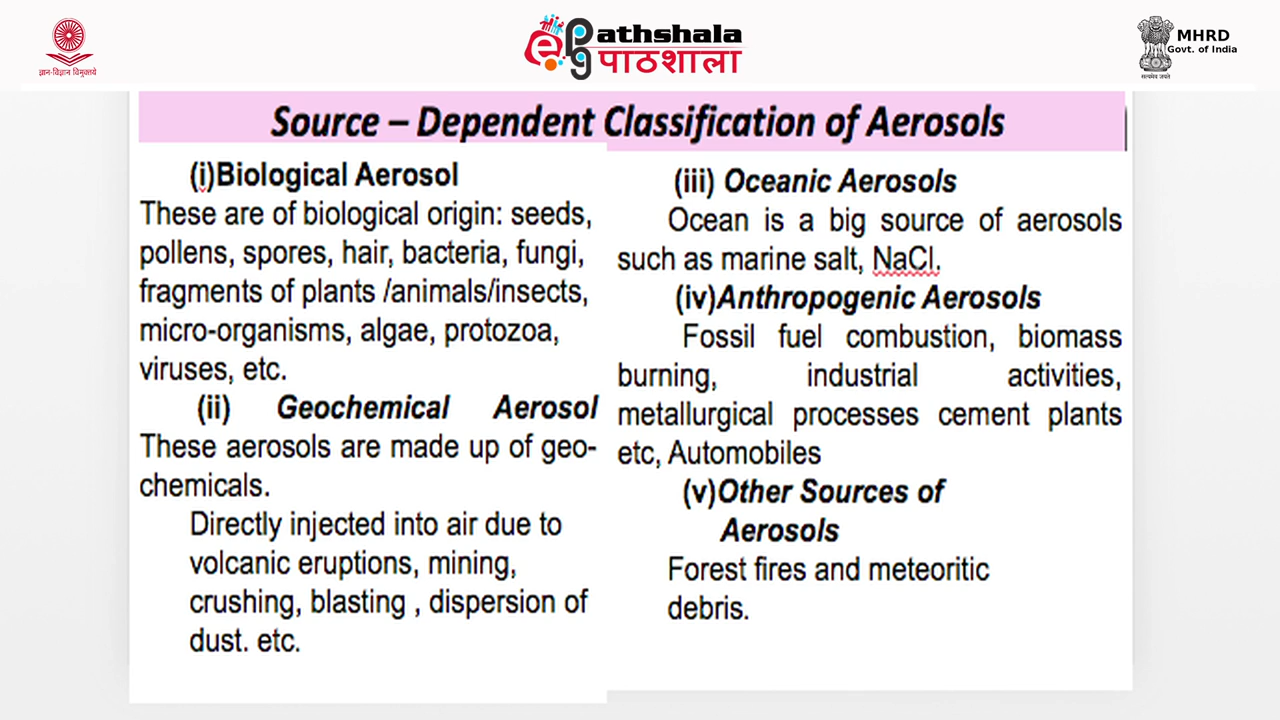 ज्ञान-विज्ञान विमुक्तये
ePGathshala
पाठशाला
MHRD
Govt. of India
सत्यमेव जयते
Source – Dependent Classification of Aerosols
(i)Biological Aerosol
These are of biological origin: seeds,
pollens, spores, hair, bacteria, fungi,
fragments of plants /animals/insects,
micro-organisms, algae, protozoa,
viruses, etc.
(ii) Geochemical Aerosol
These aerosols are made up of geo-
chemicals.
Directly injected into air due to
volcanic eruptions, mining,
crushing, blasting , dispersion of
dust. etc.
(iii) Oceanic Aerosols
Ocean is a big source of aerosols
such as marine salt, NaCl.
(iv)Anthropogenic Aerosols
Fossil fuel combustion, biomass
burning, industrial activities,
metallurgical processes cement plants
etc, Automobiles
(v)Other Sources of
Aerosols
Forest fires and meteoritic
debris.